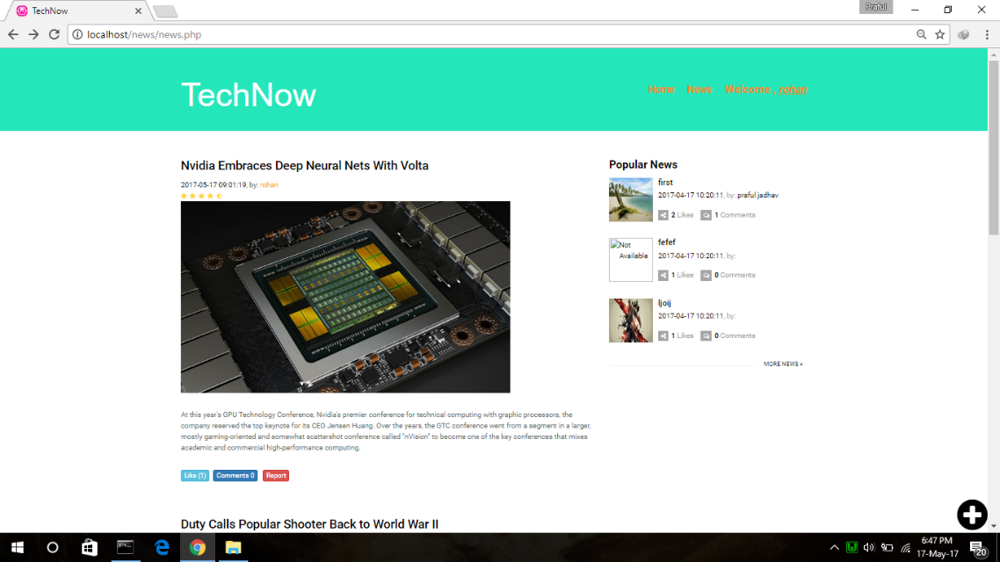 TechNow
Praful
localhost/news/news.php
TechNow
Home News Welcome , rohan
Nvidia Embraces Deep Neural Nets With Volta
2017-05-17 09:01:19, by: rohan
At this year's GPU Technology Conference, Nvidia's premier conference for technical computing with graphic processors, the
company reserved the top keynote for its CEO Jensen Huang. Over the years, the GTC conference went from a segment in a larger,
mostly gaming-oriented and somewhat scattershot conference called "nVision" to become one of the key conferences that mixes
academic and commercial high-performance computing.
Like (1) Comments 0 Report
Duty Calls Popular Shooter Back to World War II
Popular News
first
2017-04-17 10:20:11, by: praful jadhav
2 Likes 1 Comments
Not
Available
fefef
2017-04-17 10:20:11, by:
1 Likes 0 Comments
ljoij
2017-04-17 10:20:11, by:
1 Likes 0 Comments
MORE NEWS »
6:47 PM
17-May-17
20